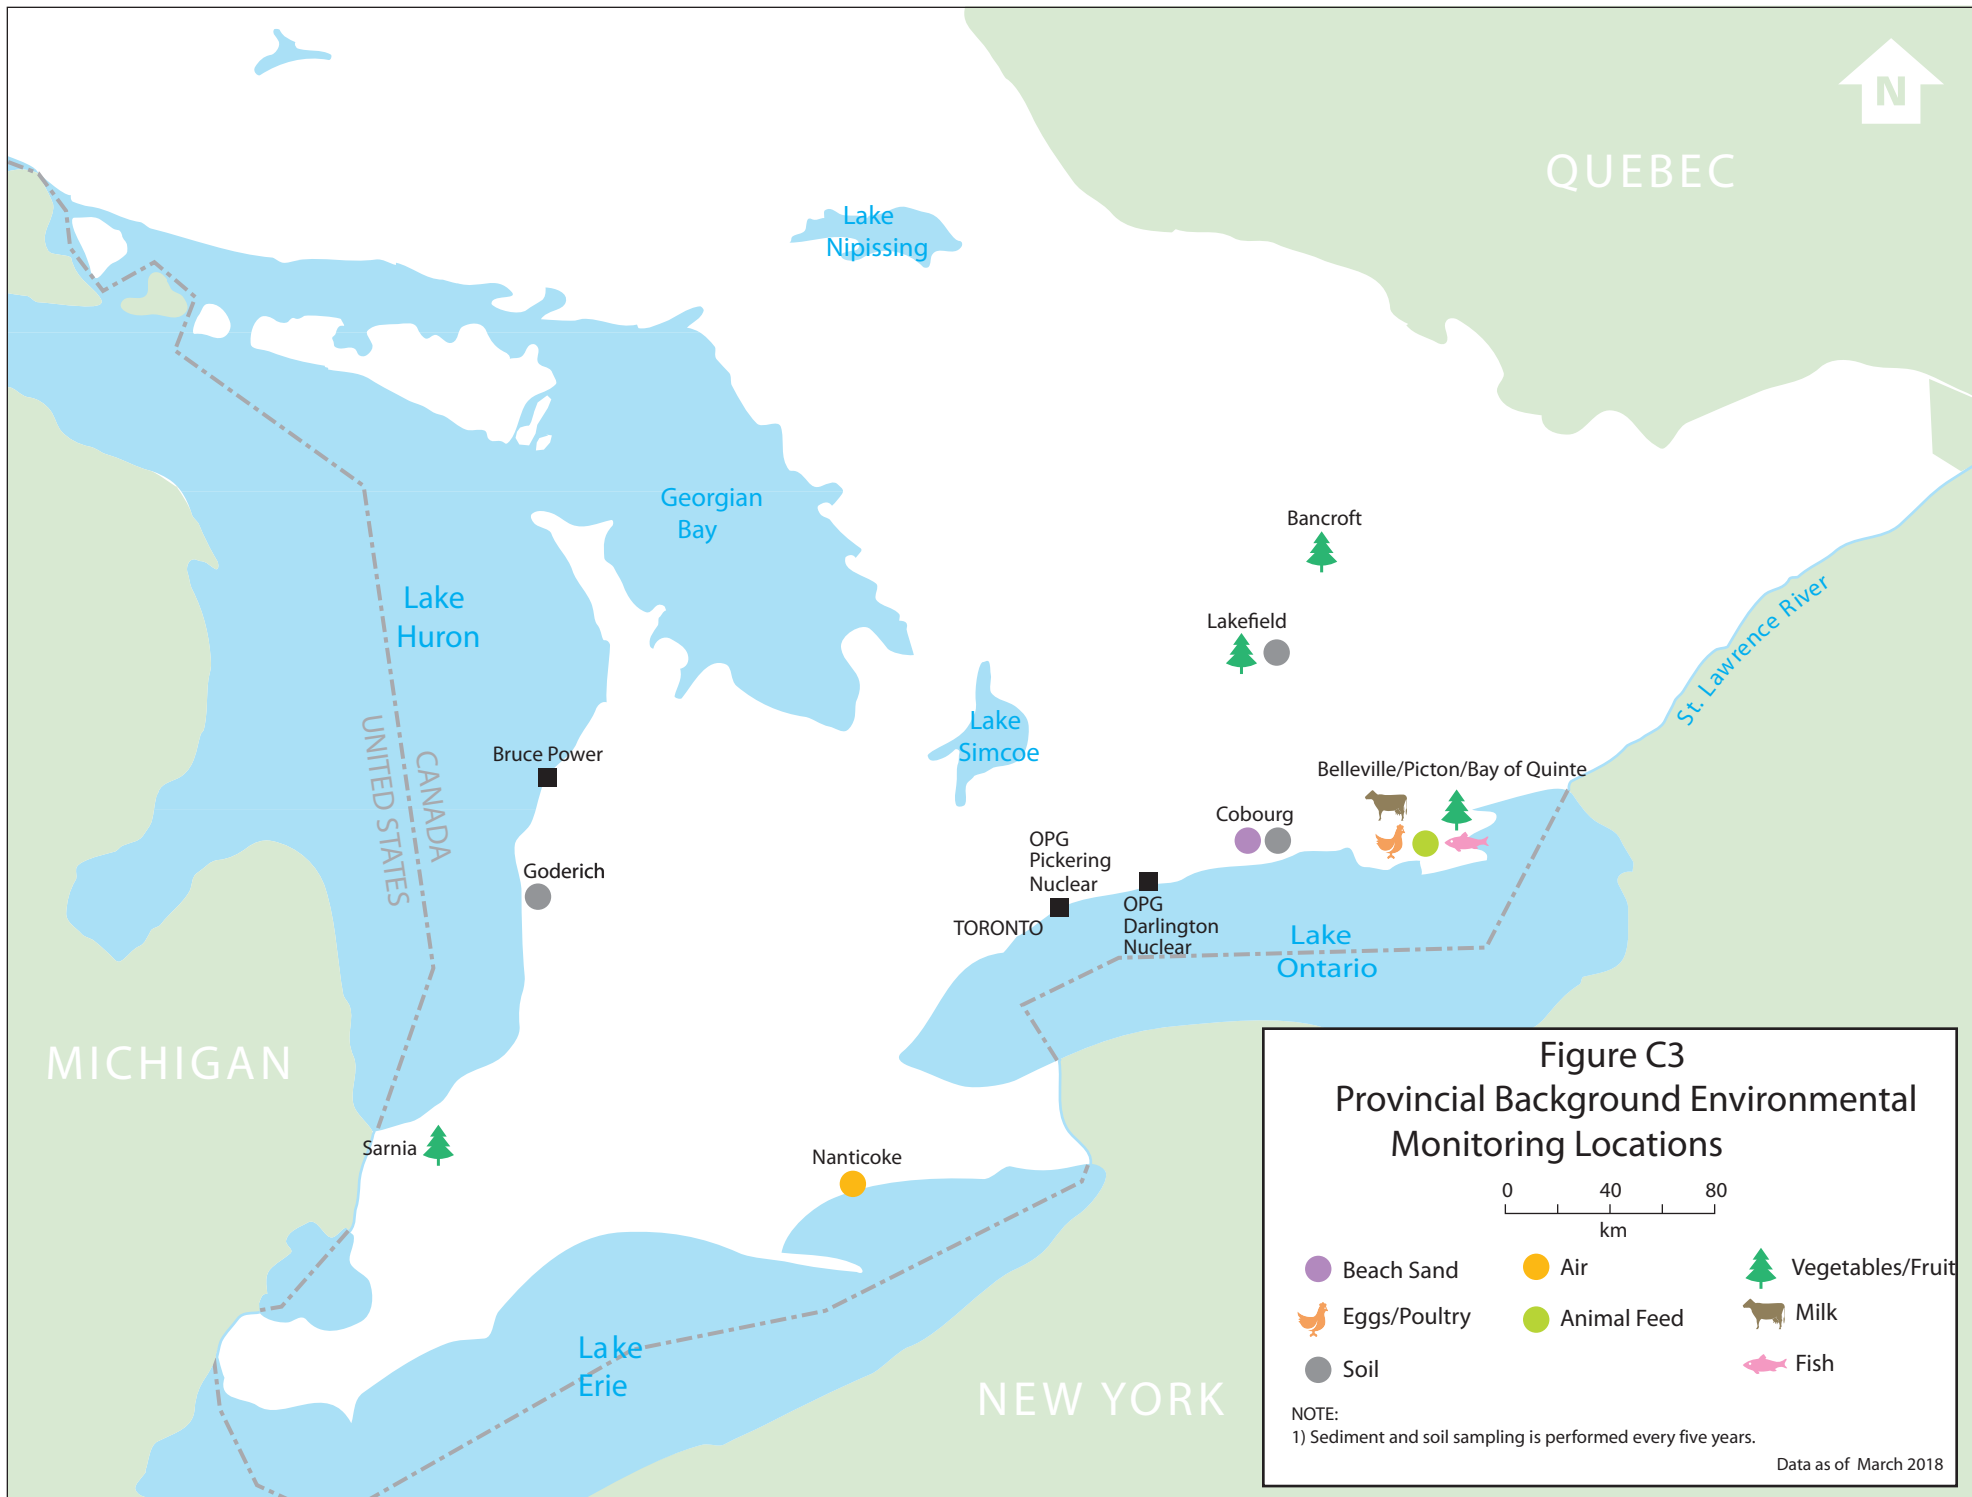 N
QUEBEC
Lake
Nipissing
Georgian
Bay
Bancroft
Lake
Huron
Lakefield
St. Lawrence River
Lake
Simcoe
UNITED STATES
CANADA
Bruce Power
Belleville/Picton/Bay of Quinte
Cobourg
OPG
Pickering
Nuclear
Goderich
TORONTO
OPG
Darlington
Nuclear
Lake
Ontario
MICHIGAN
Sarnia
Nanticoke
Lake
Erie
NEW YORK
Figure C3
Provincial Background Environmental
Monitoring Locations
0 40 80
km
Beach Sand
Air
Vegetables/Fruit
Eggs/Poultry
Animal Feed
Milk
Soil
Fish
NOTE:
1) Sediment and soil sampling is performed every five years.
Data as of March 2018